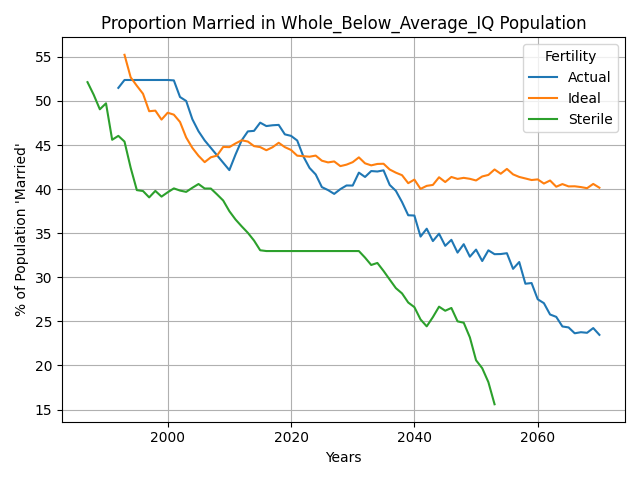 Proportion Married in Whole_Below_Average_IQ Population
% of Population 'Married'
55
50
45
40
35
30
25
20
15
Fertility
Actual
Ideal
Sterile
2000
2020
2040
2060
Years